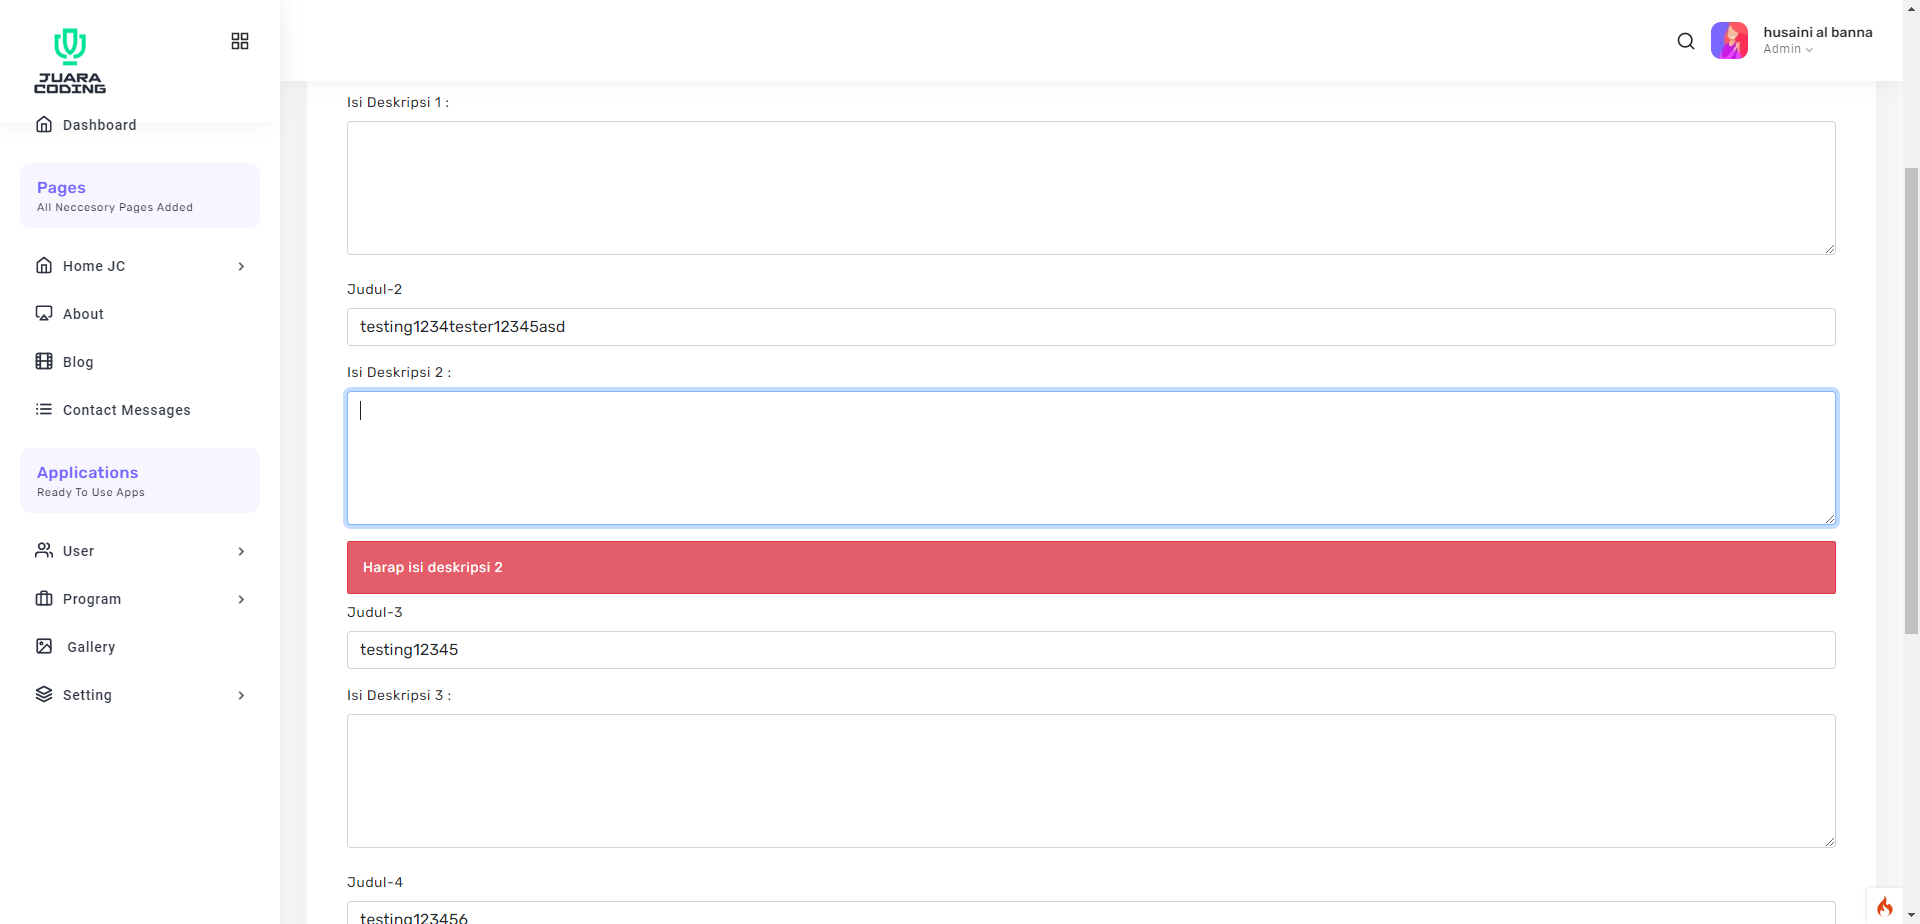 JUARA
CODING
husaini al banna
Admin
Dashboard
Pages
All Neccesory Pages Added
Home JC
About
Blog
Contact Messages
Applications
Ready To Use Apps
User
Program
Gallery
Setting
Isi Deskripsi 1 :
Judul-2
testing1234tester12345asd
Isi Deskripsi 2 :
Harap isi deskripsi 2
Judul-3
testing12345
Isi Deskripsi 3 :
Judul-4
testing123456